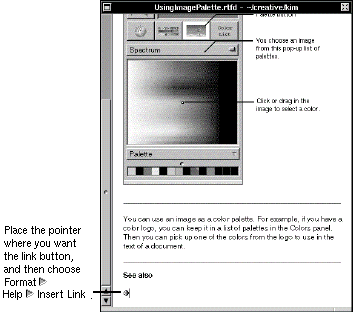 UsingImagePalette.rtfd – ~/creative/kim
Palette button
Spectrum
You choose an image
from this pop-up list of
palettes.
Click or drag in the
image to select a color.
Palette
You can use an image as a color palette. For example, if you have a
color logo, you can keep it in a list of palettes in the Colors panel.
Then you can pick up one of the colors from the logo to use in the
text of a document.
See also
Place the pointer
where you want
the link button,
and then choose
Format
Help Insert Link .